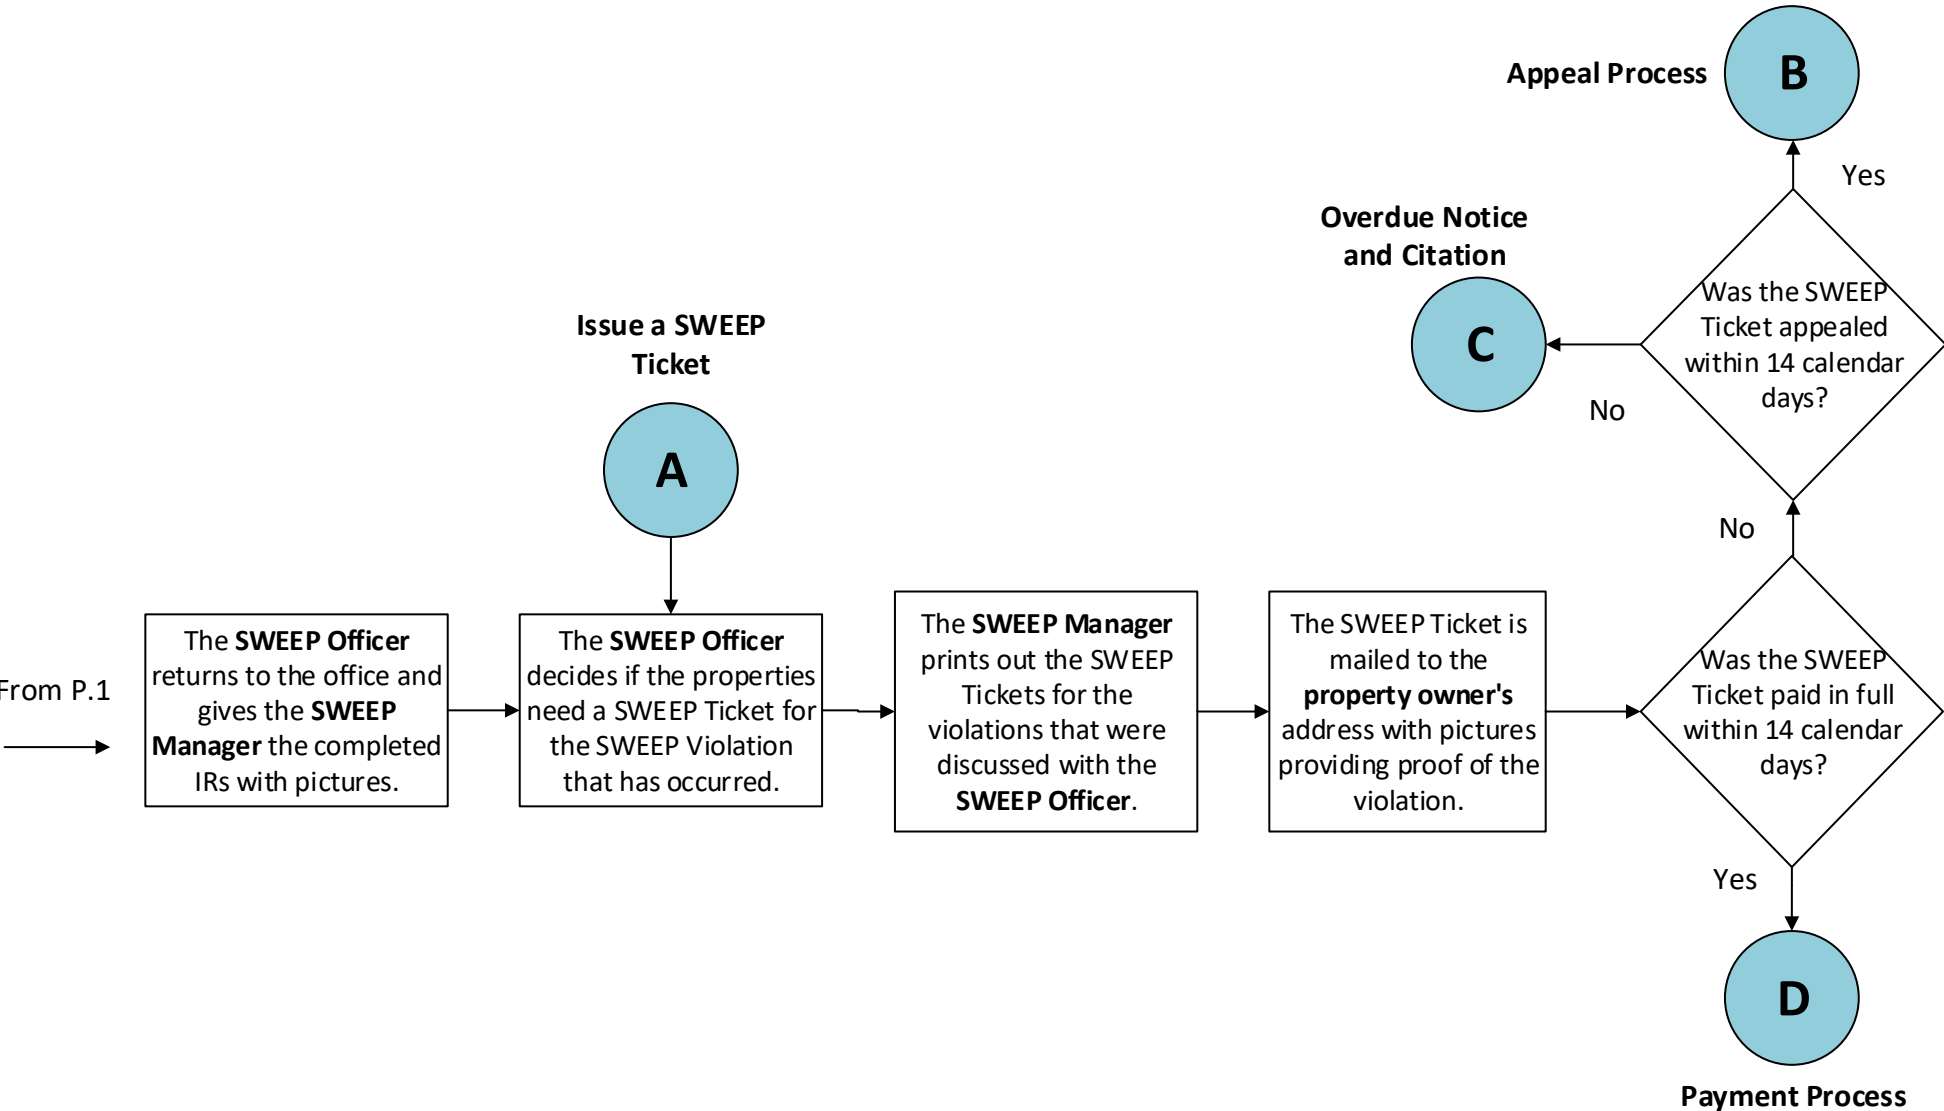 From P.1
The SWEEP Officer
returns to the office and
gives the SWEEP
Manager the completed
IRs with pictures.
Issue a SWEEP
Ticket
A
The SWEEP Officer
decides if the properties
need a SWEEP Ticket for
the SWEEP Violation
that has occurred.
The SWEEP Manager
prints out the SWEEP
Tickets for the
violations that were
discussed with the
SWEEP Officer.
The SWEEP Ticket is
mailed to the
property owner's
address with pictures
providing proof of the
violation.
Was the SWEEP
Ticket paid in full
within 14 calendar
days?
No
Was the SWEEP
Ticket appealed
within 14 calendar
days?
Yes
Appeal Process
B
No
Overdue Notice
and Citation
C
Yes
D
Payment Process